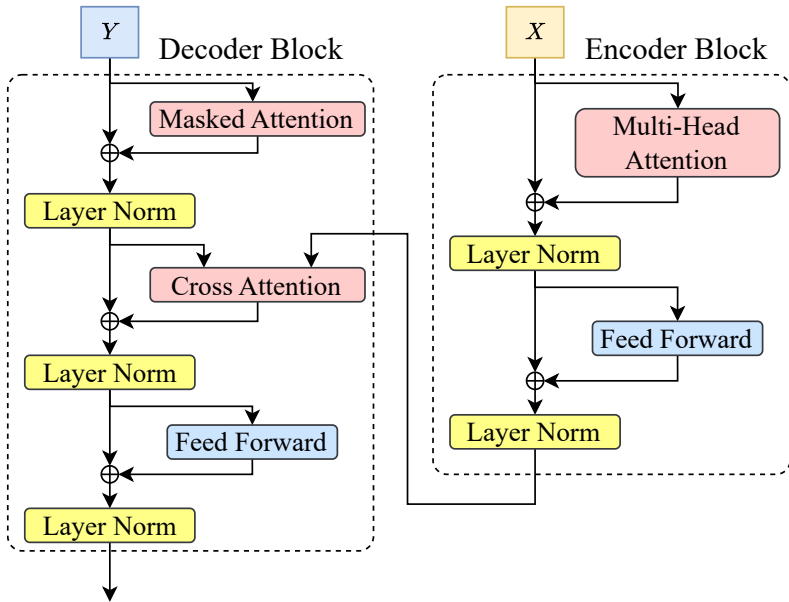 Y
Decoder Block
Masked Attention
Layer Norm
Cross Attention
Layer Norm
Feed Forward
Layer Norm
X
Encoder Block
Multi-Head
Attention
Layer Norm
Feed Forward
Layer Norm